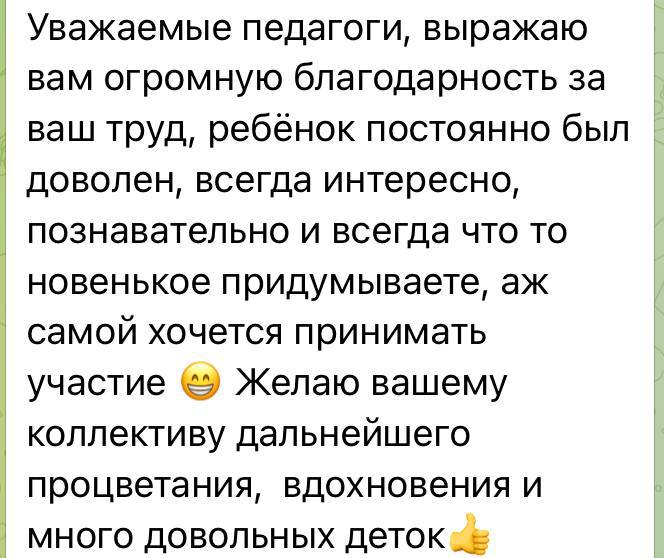 Уважаемые педагоги, выражаю
вам огромную благодарность за
ваш труд, ребёнок постоянно был
доволен, всегда интересно,
познавательно и всегда что то
новенькое придумываете, аж
самой хочется принимать
участие 😁 Желаю вашему
коллективу дальнейшего
процветания,  вдохновения и
много довольных деток👍